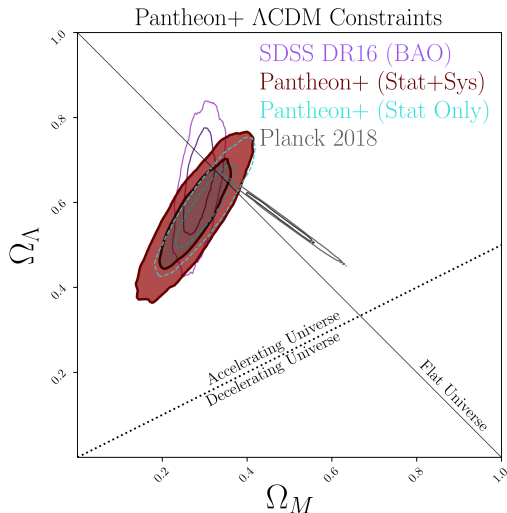 Pantheon+ ΛCDM Constraints
SDSS DR16 (BAO)
Pantheon+ (Stat+Sys)
Pantheon+ (Stat Only)
Planck 2018
1.0
0.8
0.6
0.4
0.2
Ω_Λ
Accelerating Universe
Decelerating Universe
Flat Universe
0.2
0.4
0.6
0.8
1.0
Ω_M